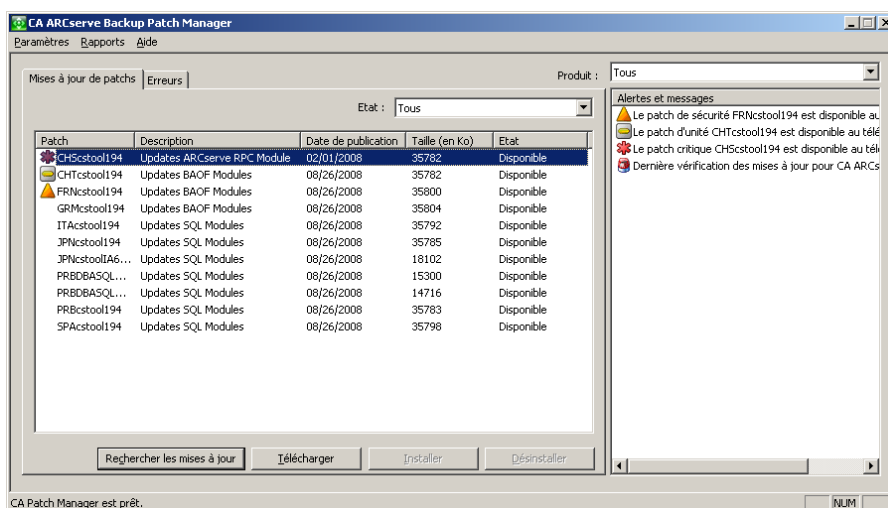 CA ARCserve Backup Patch Manager
Paramètres Rapports Aide
Mises à jour de patchs Erreurs
Produit : Tous
Etat : Tous
Patch Description Date de publication Taille (en Ko) Etat
CHScstool194 Updates ARCserve RPC Module 02/01/2008 35782 Disponible
CHTcstool194 Updates BAOF Modules 08/26/2008 35782 Disponible
FRNcstool194 Updates BAOF Modules 08/26/2008 35800 Disponible
GRMcstool194 Updates BAOF Modules 08/26/2008 35804 Disponible
ITAcstool194 Updates SQL Modules 08/26/2008 35792 Disponible
JPNcstool194 Updates SQL Modules 08/26/2008 35785 Disponible
JPNcstoolIA6... Updates SQL Modules 08/26/2008 18102 Disponible
PRBDBASQL... Updates SQL Modules 08/26/2008 15300 Disponible
PRBDBASQL... Updates SQL Modules 08/26/2008 14716 Disponible
PRBcstool194 Updates SQL Modules 08/26/2008 35783 Disponible
SPAcstool194 Updates SQL Modules 08/26/2008 35798 Disponible
Rechercher les mises à jour Télécharger Installer Désinstaller
Alertes et messages
Le patch de sécurité FRNcstool194 est disponible au
Le patch d'unité CHTcstool194 est disponible au télé
Le patch critique CHScstool194 est disponible au télé
Dernière vérification des mises à jour pour CA ARCs
CA Patch Manager est prêt.
NUM